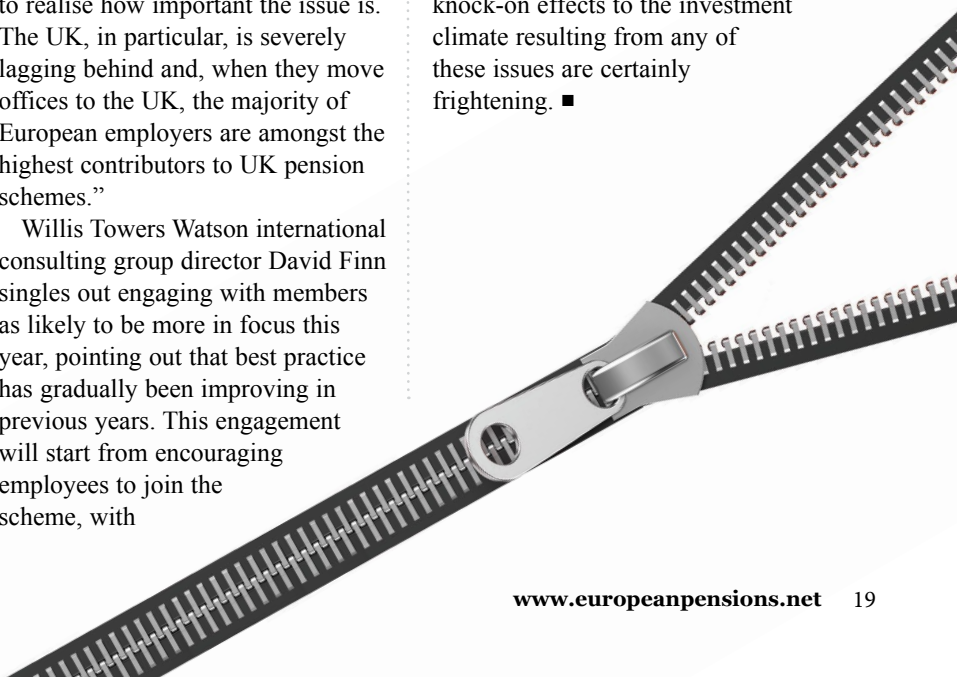 to realise how important the issue is.
The UK, in particular, is severely
lagging behind and, when they move
offices to the UK, the majority of
European employers are amongst the
highest contributors to UK pension
schemes.”
Willis Towers Watson international
consulting group director David Finn
singles out engaging with members
as likely to be more in focus this
year, pointing out that best practice
has gradually been improving in
previous years. This engagement
will start from encouraging
employees to join the
scheme, with
knock-on effects to the investment
climate resulting from any of
these issues are certainly
frightening. ■
www.europeanpensions.net 19